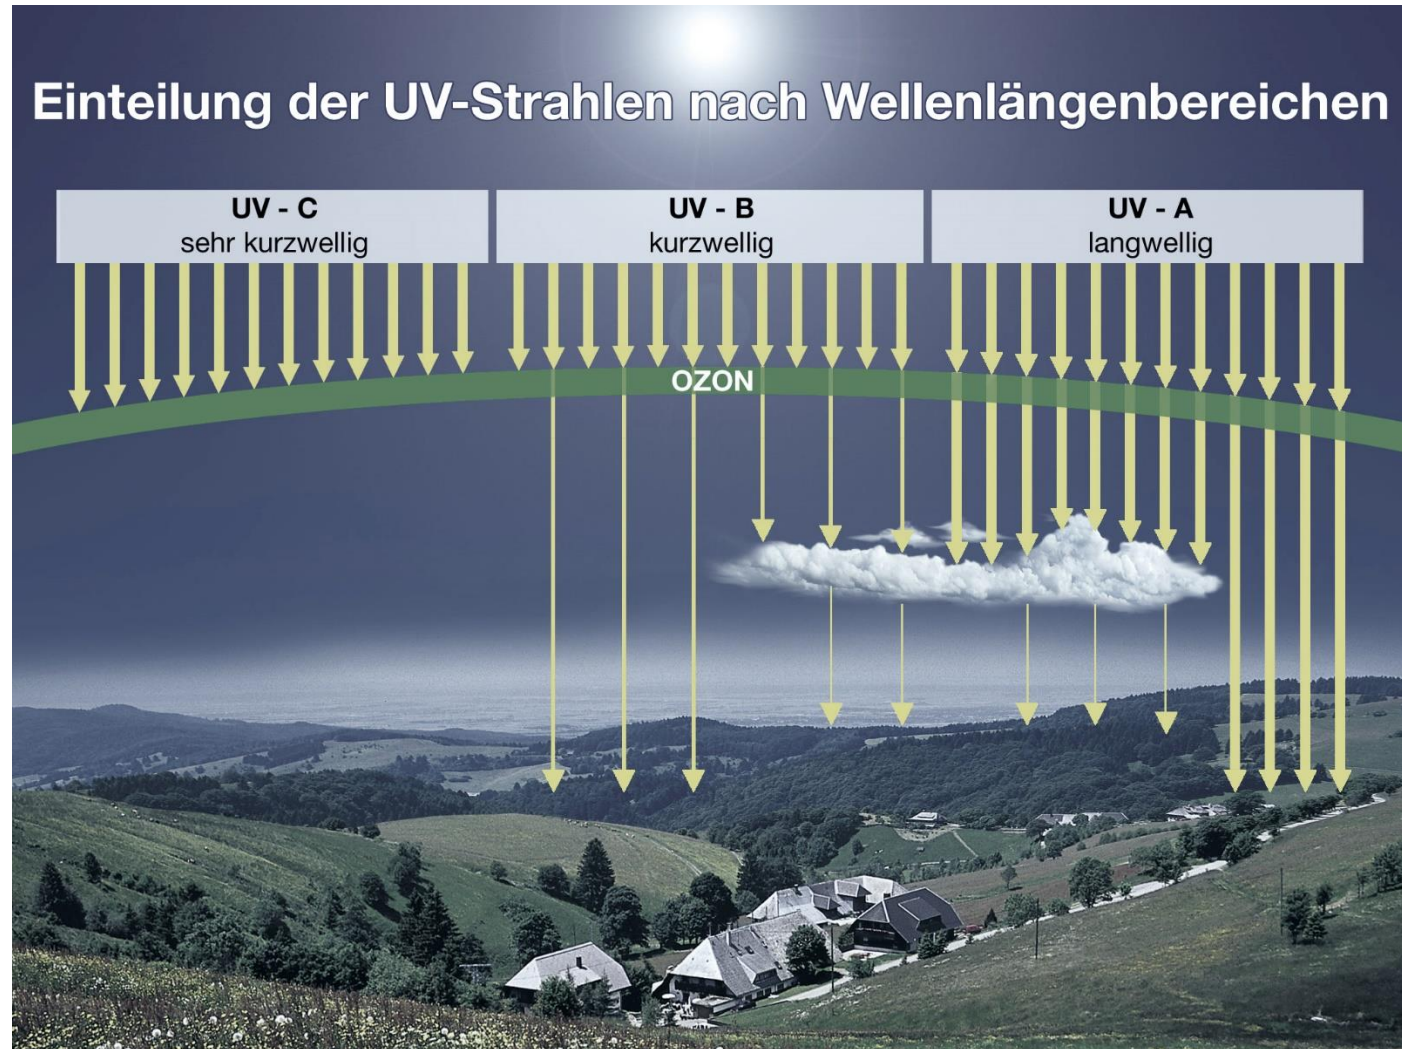 Einteilung der UV-Strahlen nach Wellenlängenbereichen
UV - C
sehr kurzwellig
UV - B
kurzwellig
UV - A
langwellig
OZON